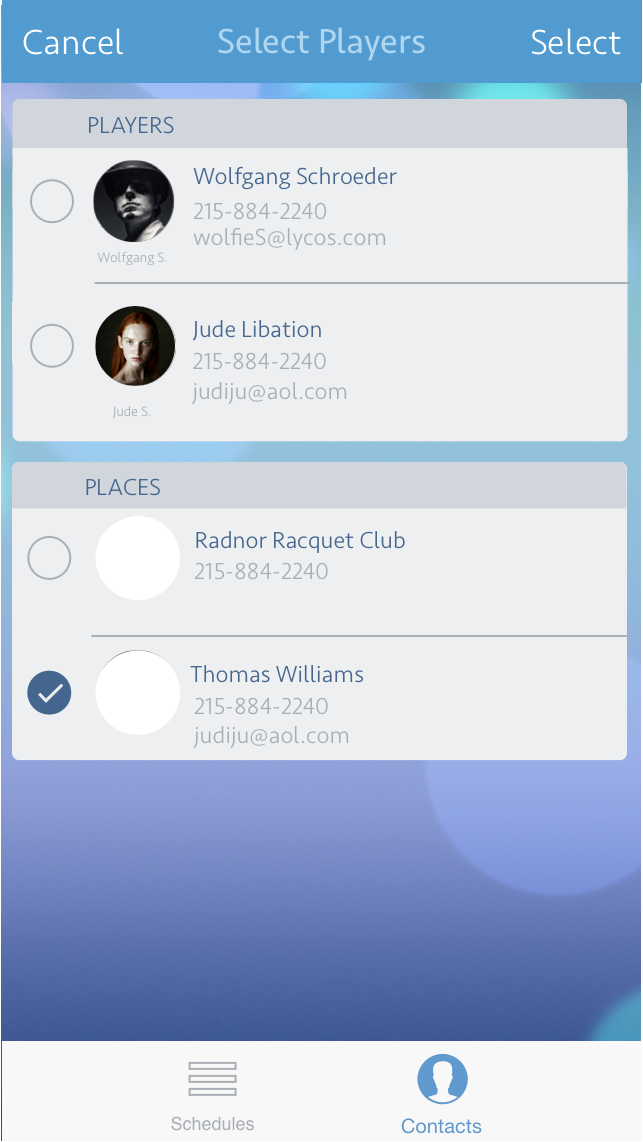 Cancel Select Players Select
PLAYERS
Wolfgang Schroeder
215-884-2240
wolfieS@lycos.com
Wolfgang S.
Jude Libation
215-884-2240
judiju@aol.com
Jude S.
PLACES
Radnor Racquet Club
215-884-2240
Thomas Williams
215-884-2240
judiju@aol.com
Schedules Contacts